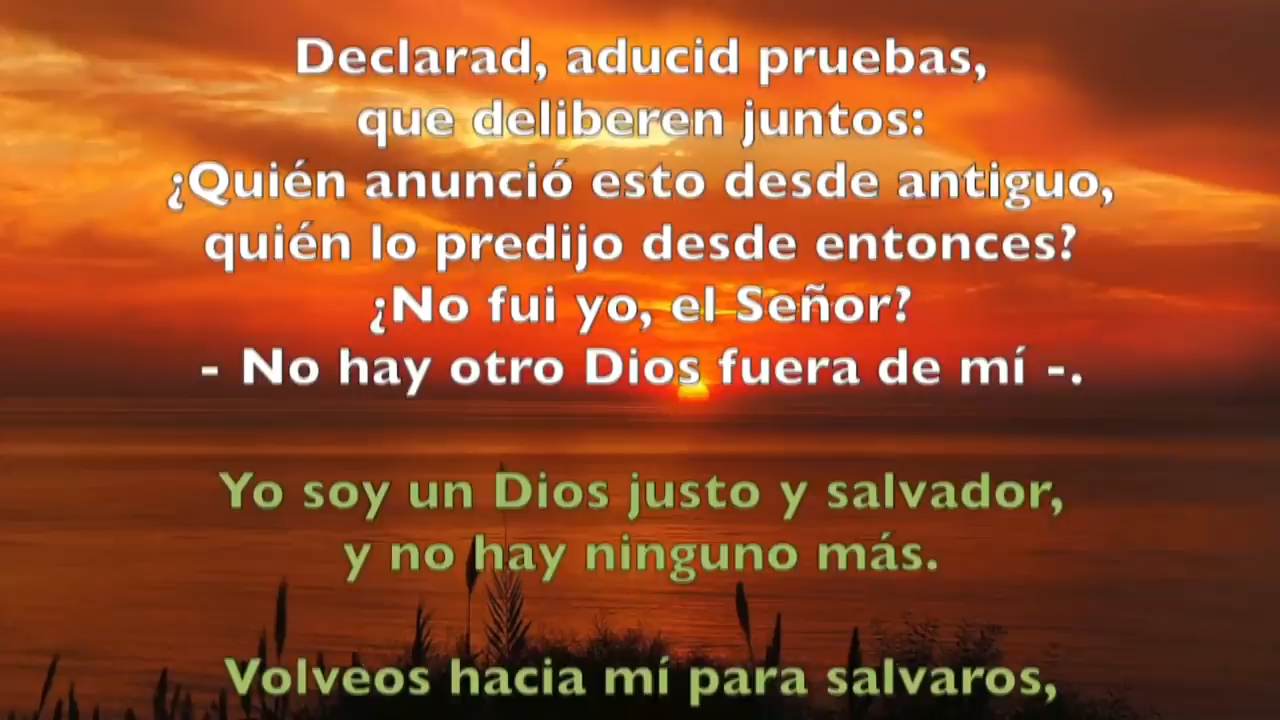 Declarad, aducid pruebas,
que deliberen juntos:
¿Quién anunció esto desde antiguo,
quién lo predijo desde entonces?
¿No fui yo, el Señor?
- No hay otro Dios fuera de mí -.
Yo soy un Dios justo y salvador,
y no hay ninguno más.
Volveos hacia mí para salvaros,